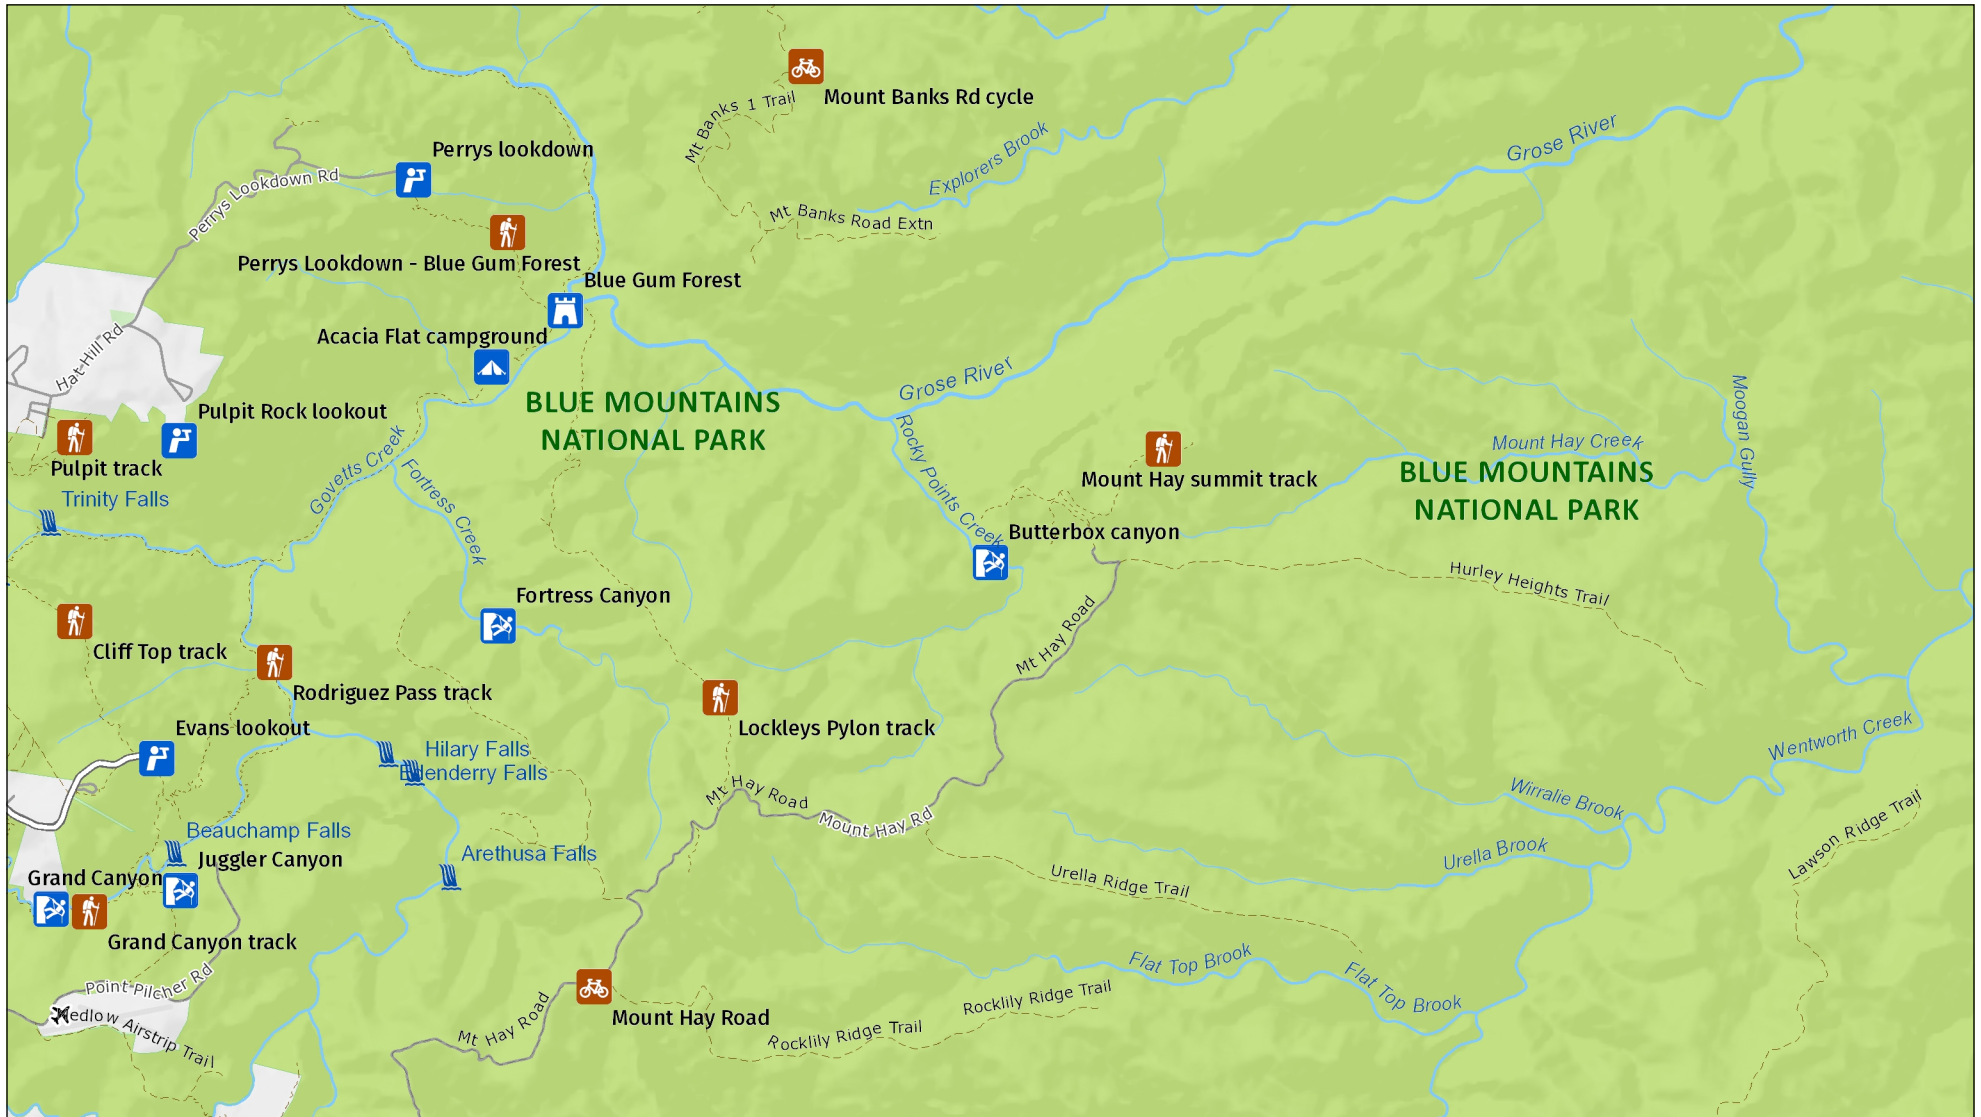 Mount Banks Rd cycle
Mt Banks 1 Trail
Explorers Brook
Grose River
Perrys lookdown
Perrys Lookdown Rd
Mt Banks Road Extn
Perrys Lookdown - Blue Gum Forest
Blue Gum Forest
Acacia Flat campground
Hat Hill Rd
Grose River
BLUE MOUNTAINS
NATIONAL PARK
Pulpit Rock lookout
Pulpit track
Trinity Falls
Govetts Creek
Fortress Creek
Rocky Points Creek
Mount Hay summit track
Mount Hay Creek
BLUE MOUNTAINS
NATIONAL PARK
Moogan Gully
Butterbox canyon
Hurley Heights Trail
Fortress Canyon
Mt Hay Road
Cliff Top track
Rodriguez Pass track
Evans lookout
Lockleys Pylon track
Wentworth Creek
Hilary Falls
Edenderry Falls
Mt Hay Road
Mount Hay Rd
Wirralie Brook
Beauchamp Falls
Juggler Canyon
Arethusa Falls
Urella Brook
Lawson Ridge Trail
Grand Canyon
Urella Ridge Trail
Grand Canyon track
Flat Top Brook
Flat Top Brook
Point Pilcher Rd
Rocklily Ridge Trail
Medlow Airstrip Trail
Mt Hay Road
Mount Hay Road
Rocklily Ridge Trail